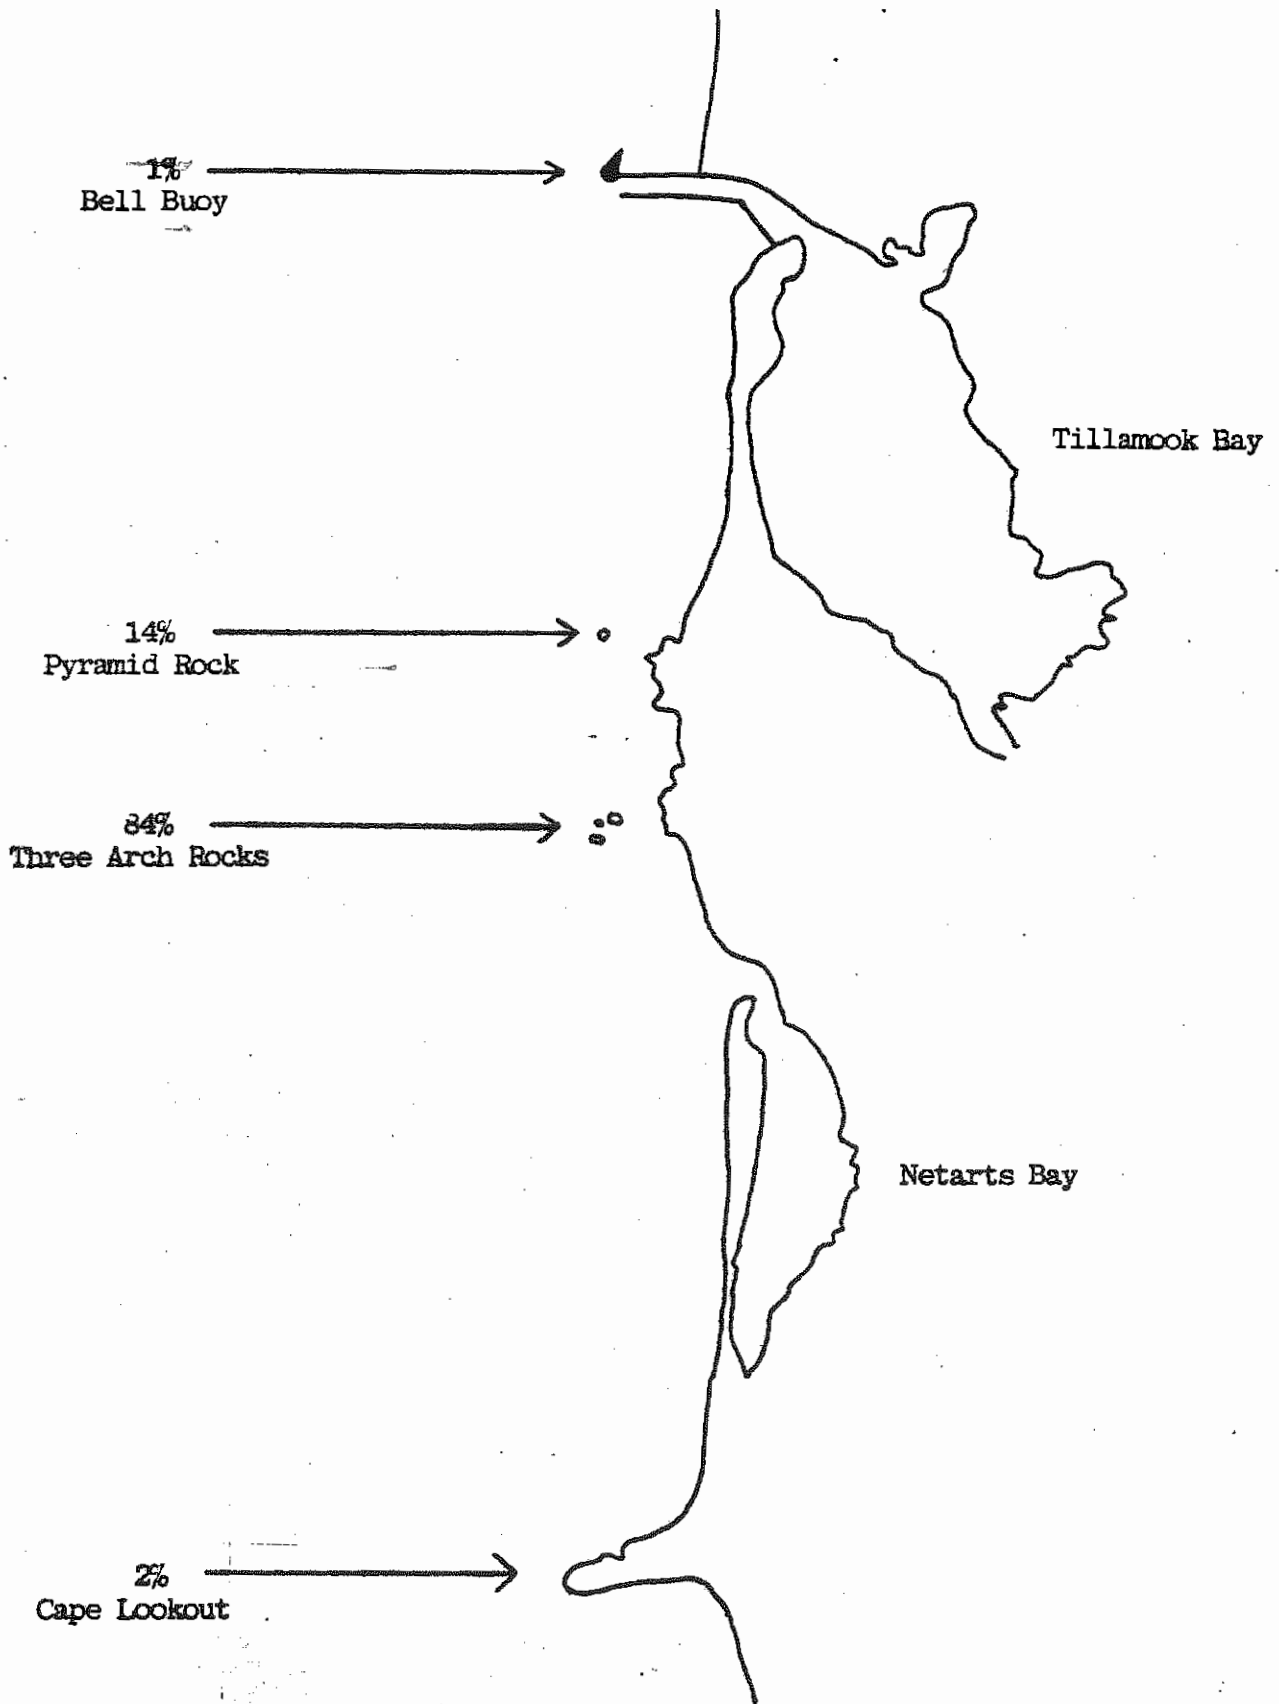 1%
Bell Buoy
Tillamook Bay
14%
Pyramid Rock
84%
Three Arch Rocks
Netarts Bay
2%
Cape Lookout